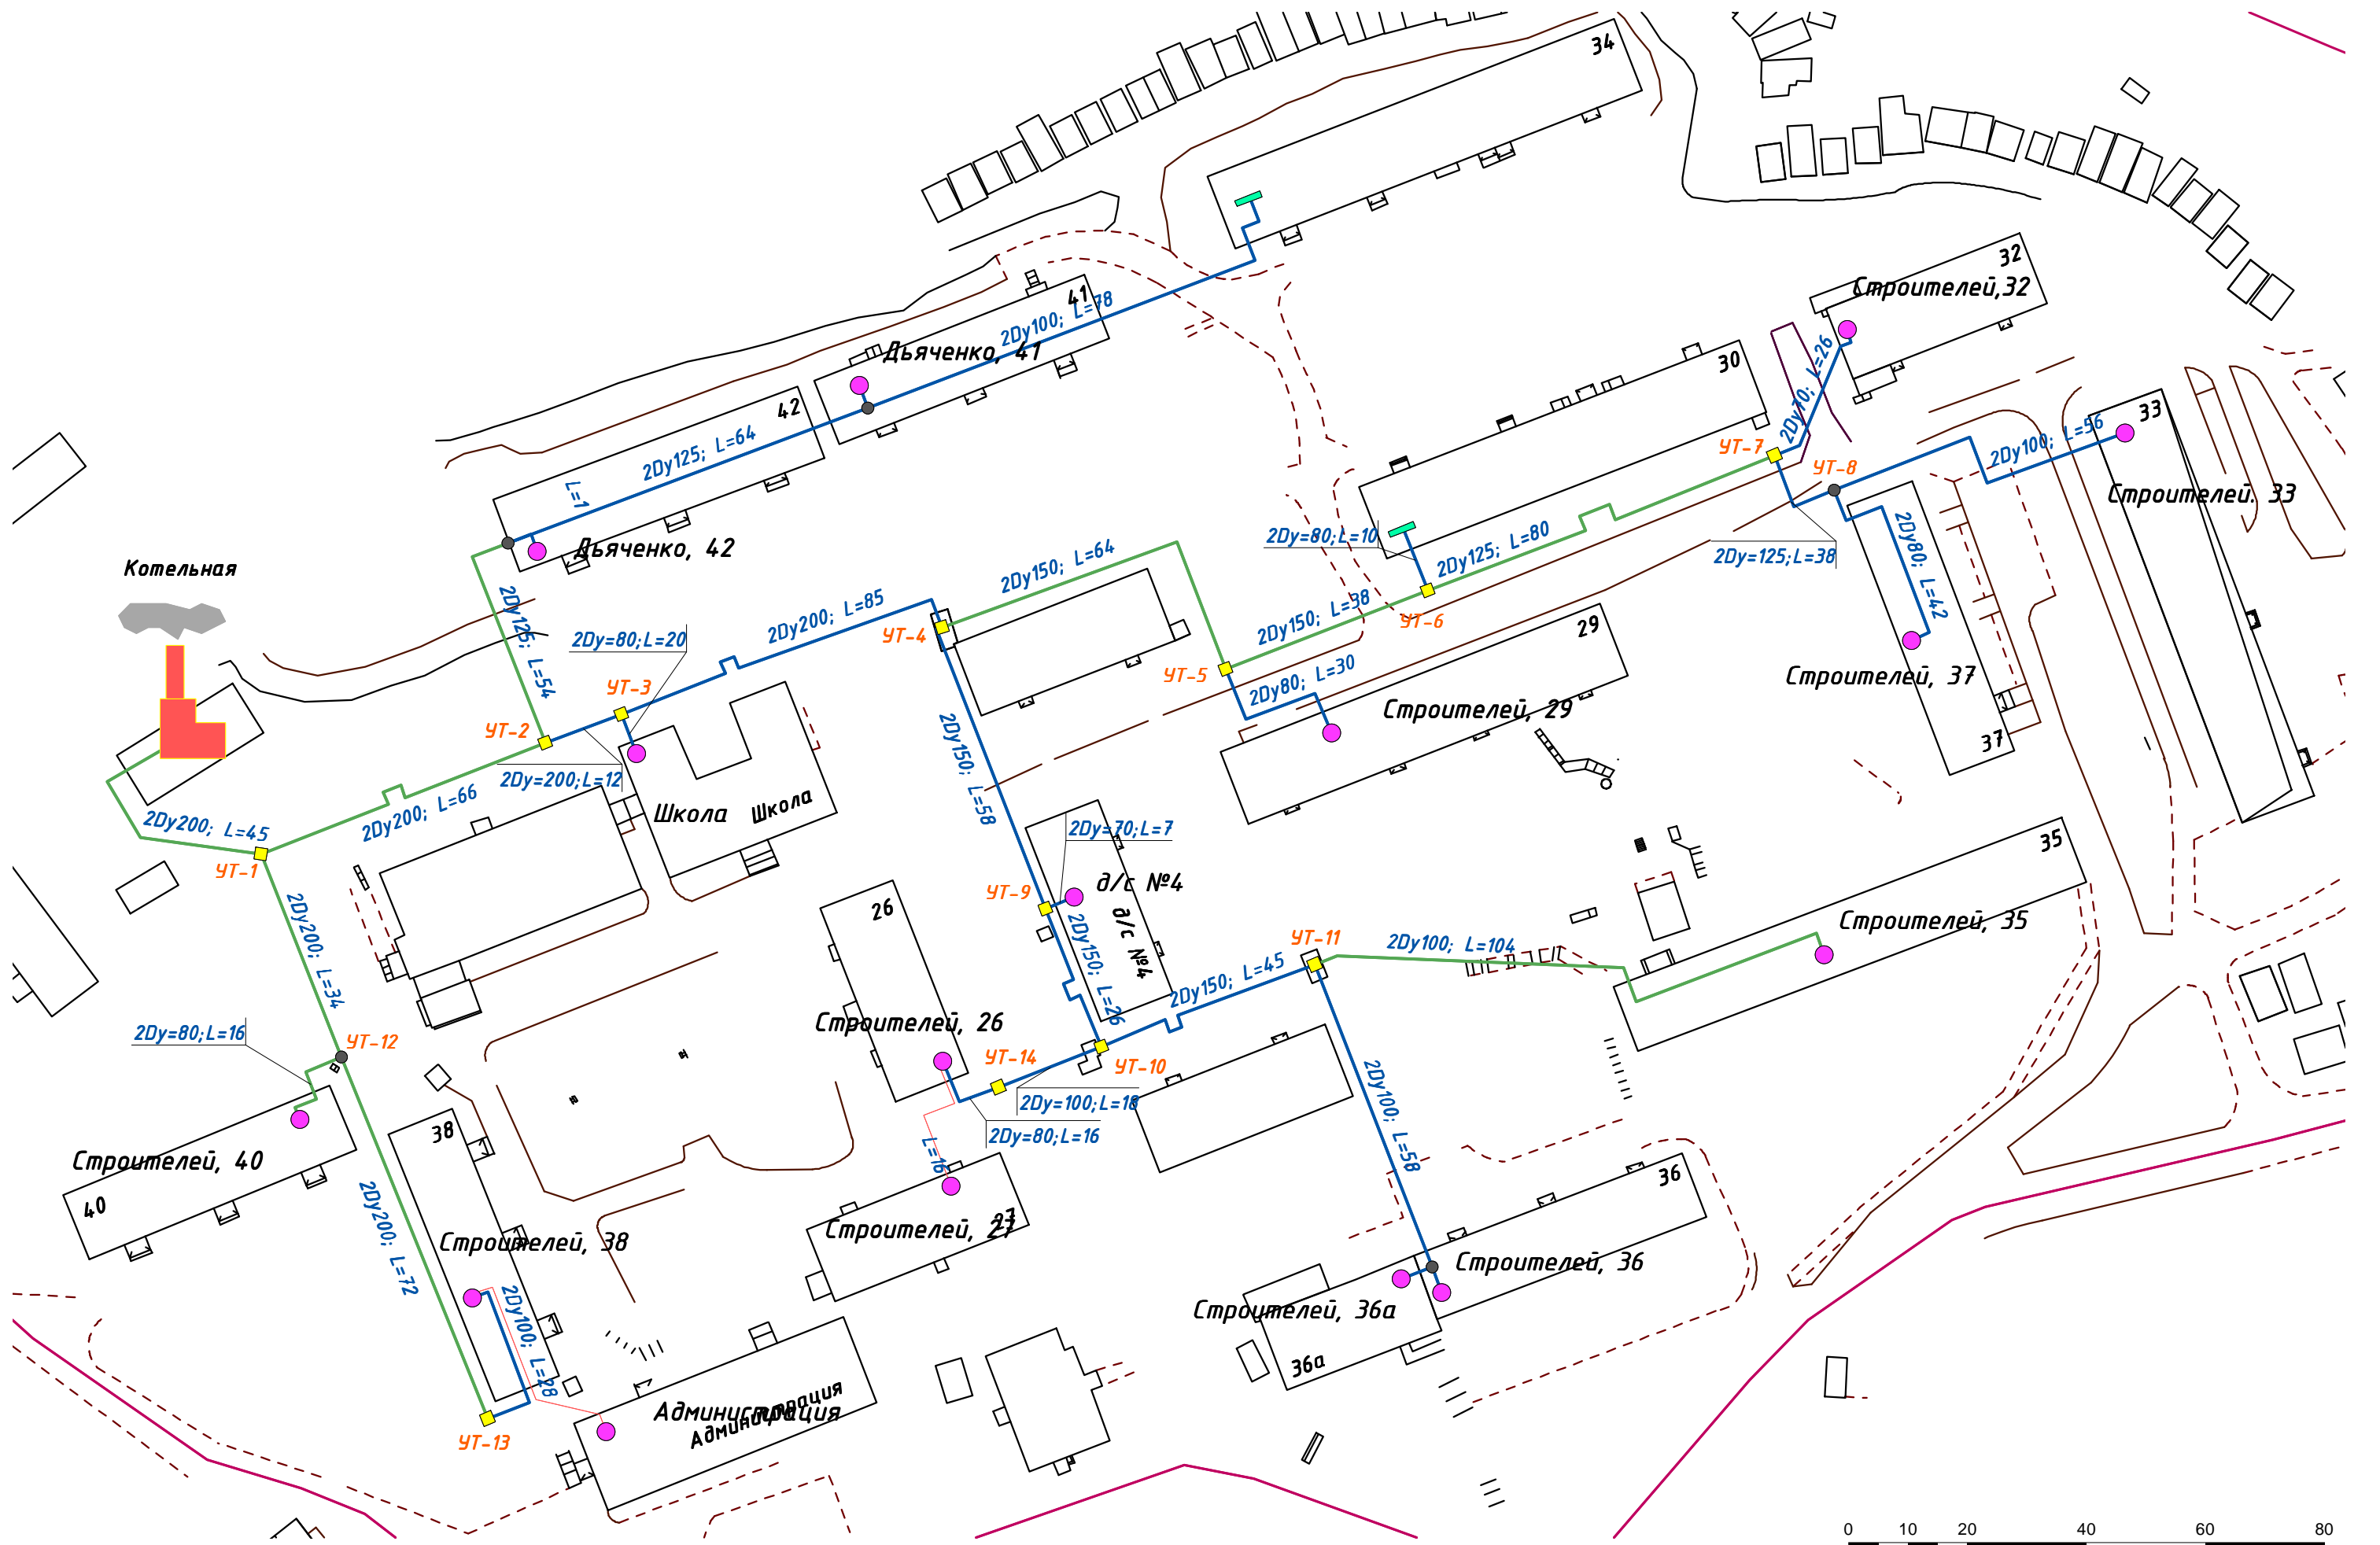 34
32
Строителей,32
41
2Dy100; L=78
Дьяченко, 41
30
2Dy70; L=26
42
33
2Dy100; L=56
2Dy125; L=64
УТ-7
УТ-8
L=1
Строителей. 33
2Dy=80;L=10
2Dy125; L=80
2Dy=125;L=38
2Dy80; L=42
Дьяченко, 42
Котельная
2Dy150; L=64
2Dy125; L=54
2Dy200; L=85
2Dy=80;L=20
УТ-4
2Dy150; L=38
УТ-6
29
УТ-5
2Dy80; L=30
Строителей, 37
УТ-3
УТ-2
Строителей, 29
37
2Dy150; L=58
2Dy=200;L=12
2Dy200; L=66
Школа
Школа
2Dy200; L=45
УТ-1
2Dy=70;L=7
35
д/с №4
УТ-9
26
Строителей, 35
2Dy200; L=34
д/с №4
2Dy150; L=26
УТ-11
2Dy100; L=104
2Dy150; L=45
Строителей, 26
2Dy=80;L=16
УТ-12
УТ-14
УТ-10
2Dy=100;L=18
2Dy=80;L=16
2Dy100; L=58
38
L=16
Строителей, 40
40
36
2Dy200; L=72
Строителей, 38
Строителей, 27
27
Строителей, 36
Строителей, 36а
2Dy100; L=28
36а
Администрация
Администрация
УТ-13
0 10 20 40 60 80